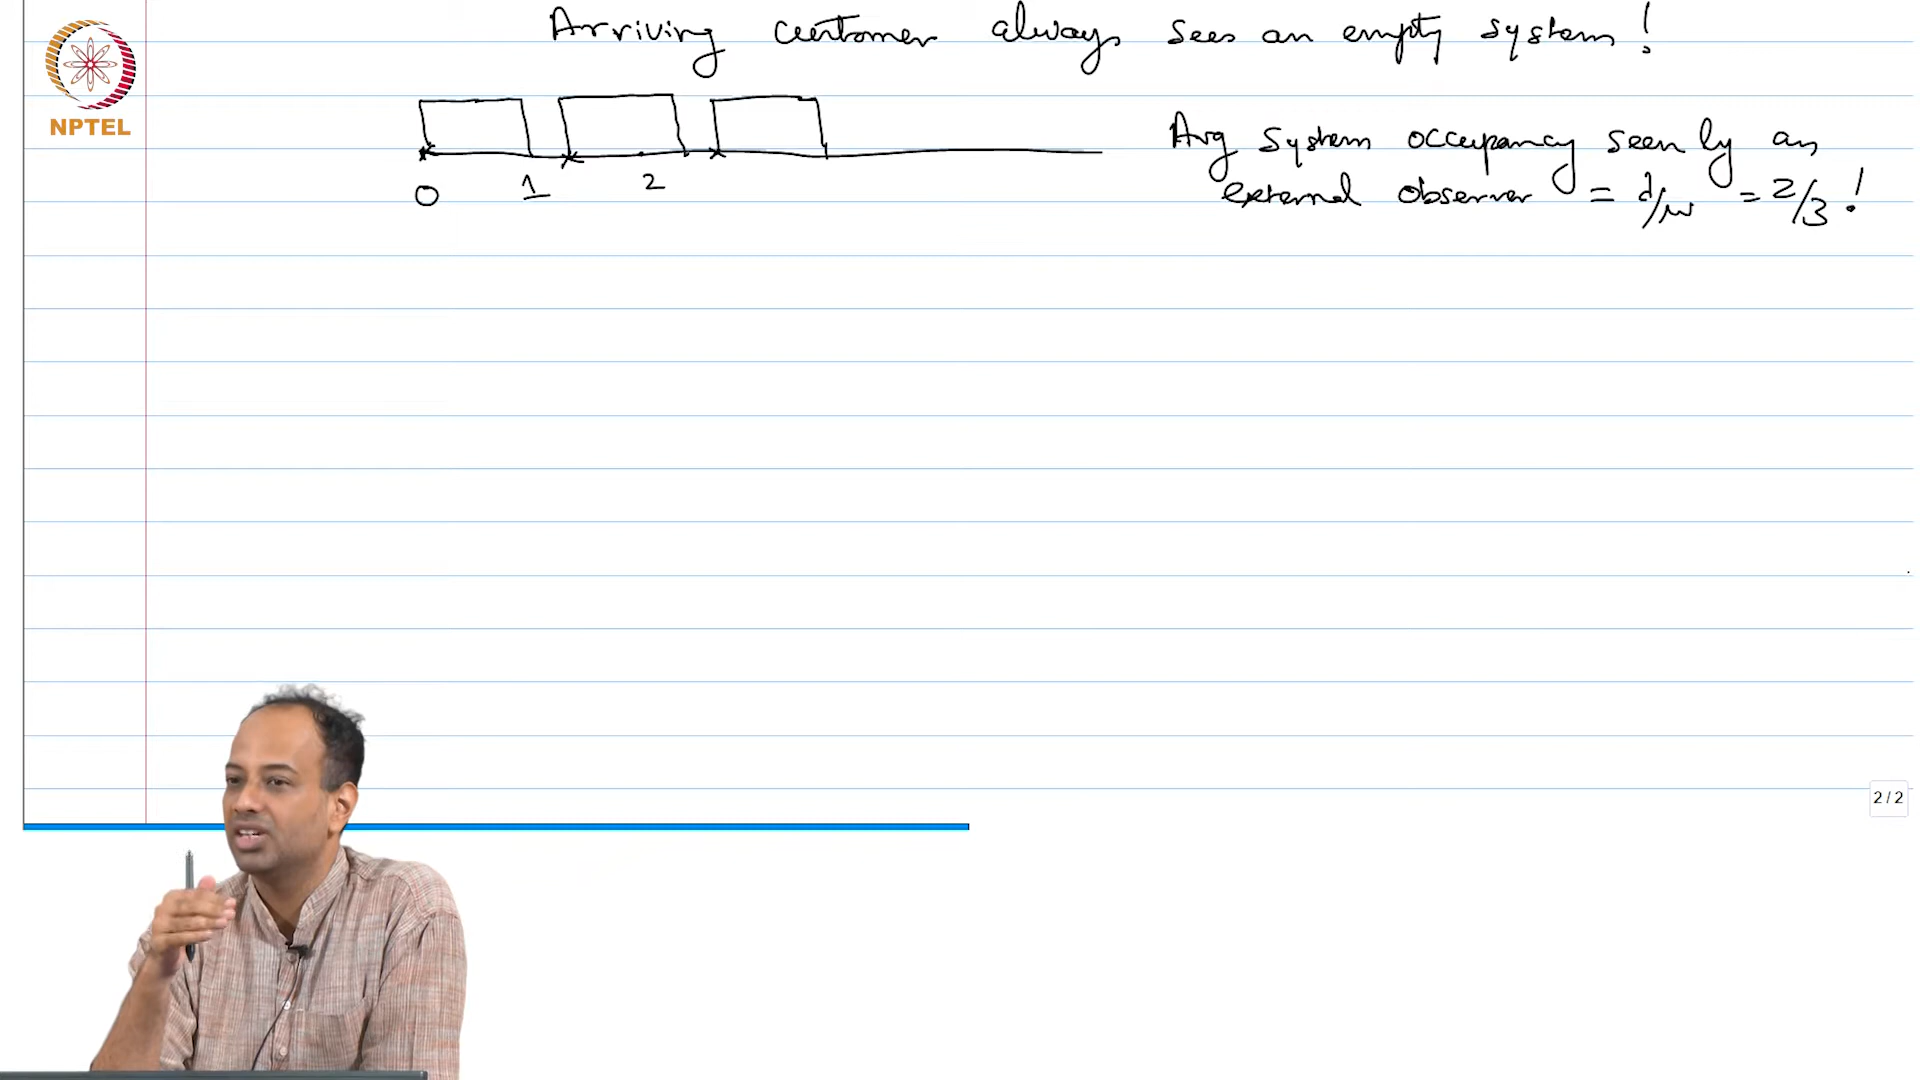 Arriving customer always sees an empty system!
NPTEL
Avg system occupancy seen by an
external observer = λ/μ = 2/3!
0 1 2
2 / 2